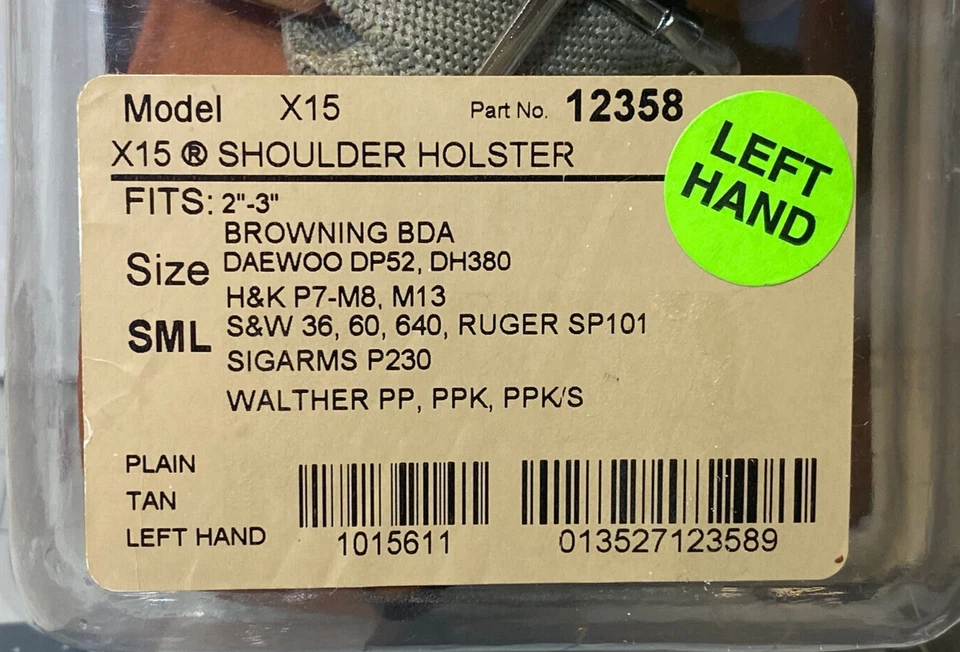 Model X15 Part No. 12358
X15 ® SHOULDER HOLSTER
LEFT
HAND
FITS: 2"-3"
BROWNING BDA
Size DAEWOO DP52, DH380
H&K P7-M8, M13
SML S&W 36, 60, 640, RUGER SP101
SIGARMS P230
WALTHER PP, PPK, PPK/S
PLAIN
TAN
LEFT HAND
1015611
013527123589